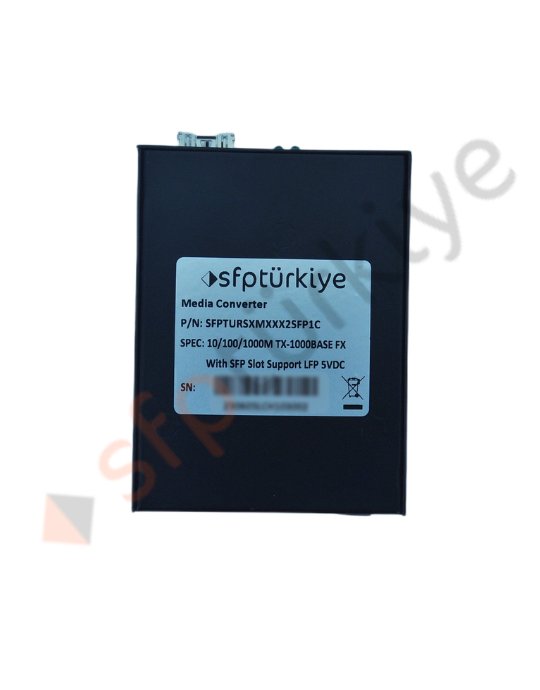 sfptürkiye
Media Converter
P/N: SFPTURSXMXXX2SFP1C
SPEC: 10/100/1000M TX-1000BASE FX
With SFP Slot Support LFP 5VDC
SN:
sfptürkiye